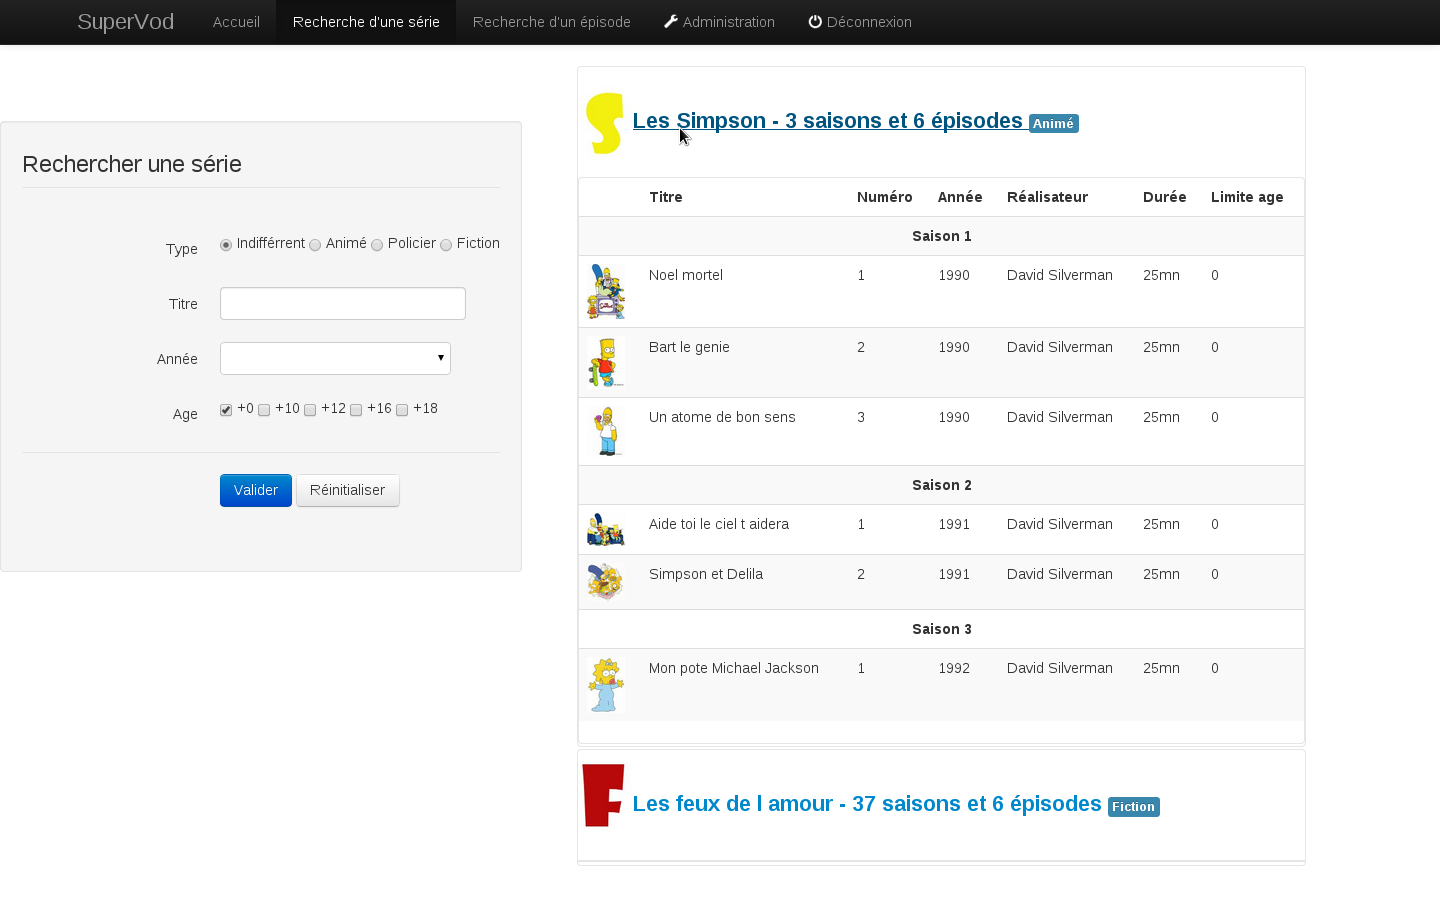 SuperVod Accueil Recherche d'une série Recherche d'un épisode Administration Déconnexion
Rechercher une série
Type Indifférrent Animé Policier Fiction
Titre
Année
Age +0 +10 +12 +16 +18
Valider Réinitialiser
Les Simpson - 3 saisons et 6 épisodes Animé
Titre Numéro Année Réalisateur Durée Limite age
Saison 1
Noel mortel 1 1990 David Silverman 25mn 0
Bart le genie 2 1990 David Silverman 25mn 0
Un atome de bon sens 3 1990 David Silverman 25mn 0
Saison 2
Aide toi le ciel t aidera 1 1991 David Silverman 25mn 0
Simpson et Delila 2 1991 David Silverman 25mn 0
Saison 3
Mon pote Michael Jackson 1 1992 David Silverman 25mn 0
Les feux de l amour - 37 saisons et 6 épisodes Fiction